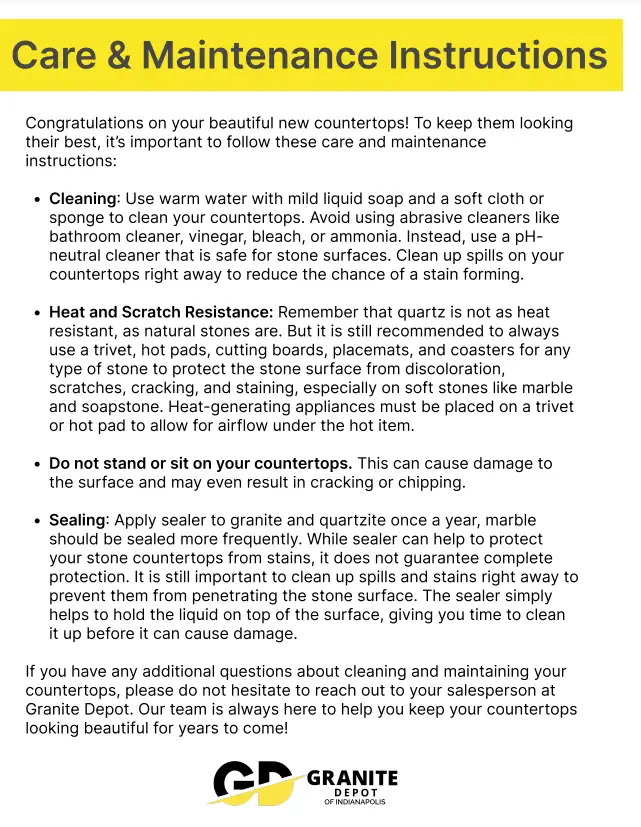 Care & Maintenance Instructions
Congratulations on your beautiful new countertops! To keep them looking
their best, it's important to follow these care and maintenance
instructions:
• Cleaning: Use warm water with mild liquid soap and a soft cloth or
sponge to clean your countertops. Avoid using abrasive cleaners like
bathroom cleaner, vinegar, bleach, or ammonia. Instead, use a pH-
neutral cleaner that is safe for stone surfaces. Clean up spills on your
countertops right away to reduce the chance of a stain forming.
• Heat and Scratch Resistance: Remember that quartz is not as heat
resistant, as natural stones are. But it is still recommended to always
use a trivet, hot pads, cutting boards, placemats, and coasters for any
type of stone to protect the stone surface from discoloration,
scratches, cracking, and staining, especially on soft stones like marble
and soapstone. Heat-generating appliances must be placed on a trivet
or hot pad to allow for airflow under the hot item.
• Do not stand or sit on your countertops. This can cause damage to
the surface and may even result in cracking or chipping.
• Sealing: Apply sealer to granite and quartzite once a year, marble
should be sealed more frequently. While sealer can help to protect
your stone countertops from stains, it does not guarantee complete
protection. It is still important to clean up spills and stains right away to
prevent them from penetrating the stone surface. The sealer simply
helps to hold the liquid on top of the surface, giving you time to clean
it up before it can cause damage.
If you have any additional questions about cleaning and maintaining your
countertops, please do not hesitate to reach out to your salesperson at
Granite Depot. Our team is always here to help you keep your countertops
looking beautiful for years to come!
GD GRANITE
DEPOT
OF INDIANAPOLIS